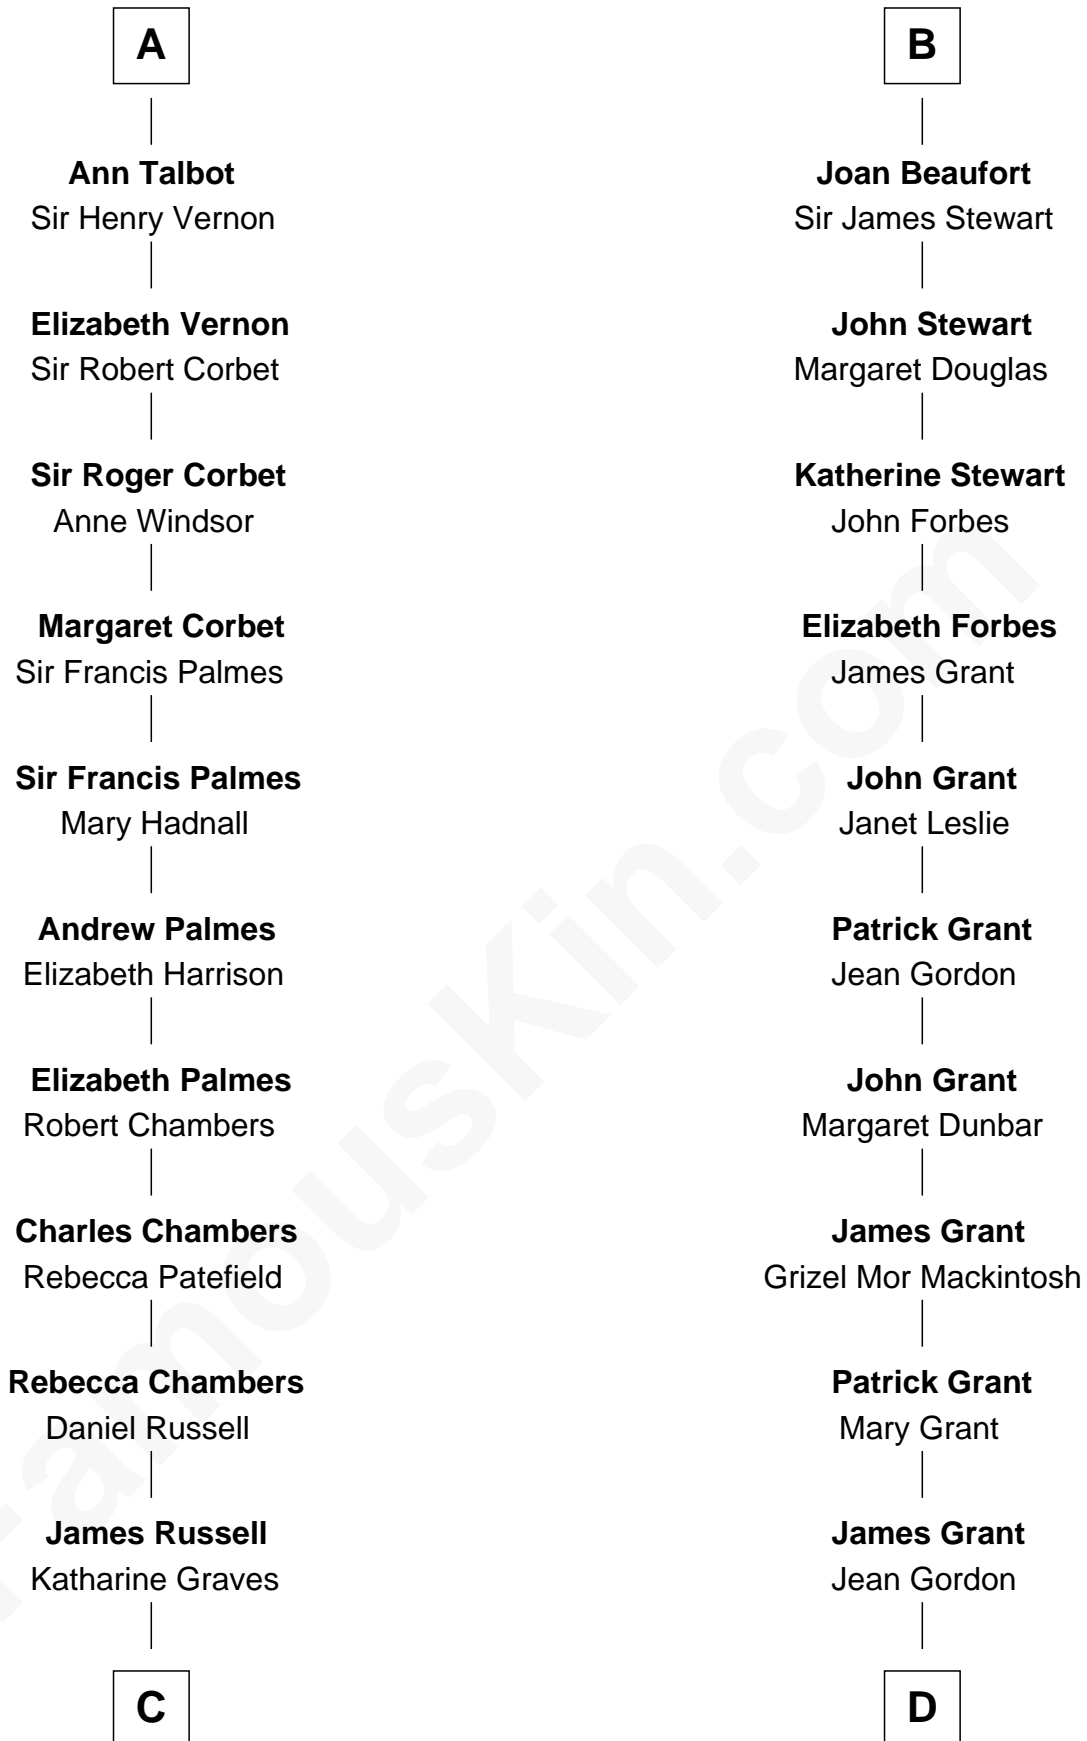 A
Ann Talbot
Sir Henry Vernon
Elizabeth Vernon
Sir Robert Corbet
Sir Roger Corbet
Anne Windsor
Margaret Corbet
Sir Francis Palmes
Sir Francis Palmes
Mary Hadnall
Andrew Palmes
Elizabeth Harrison
Elizabeth Palmes
Robert Chambers
Charles Chambers
Rebecca Patefield
Rebecca Chambers
Daniel Russell
James Russell
Katharine Graves
C
B
Joan Beaufort
Sir James Stewart
John Stewart
Margaret Douglas
Katherine Stewart
John Forbes
Elizabeth Forbes
James Grant
John Grant
Janet Leslie
Patrick Grant
Jean Gordon
John Grant
Margaret Dunbar
James Grant
Grizel Mor Mackintosh
Patrick Grant
Mary Grant
James Grant
Jean Gordon
D
FamousKin.com